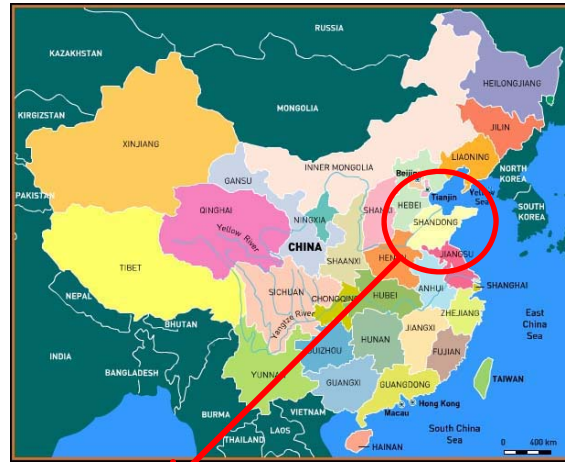 RUSSIA
KAZAKHSTAN
HEILONGJIANG
MONGOLIA
KIRGIZSTAN
JILIN
XINJIANG
LIAONING
INNER MONGOLIA
Beijing
NORTH
KOREA
GANSU
Tianjin
Yellow
Sea
PAKISTAN
QINGHAI
NINGXIA
SHANXI
HEBEI
SHANDONG
SOUTH
KOREA
Yellow River
CHINA
JIANGSU
SHAANXI
HENAN
TIBET
ANHUI
SHANGHAI
NEPAL
SICHUAN
CHONGQING
HUBEI
ZHEJIANG
East
China
Sea
Yangtze River
BHUTAN
JIANGXI
HUNAN
INDIA
GUIZHOU
FUJIAN
BANGLADESH
YUNNAN
GUANGXI
GUANGDONG
TAIWAN
Hong Kong
Macau
BURMA
VIETNAM
LAOS
South China
Sea
THAILAND
HAINAN
0 400 km